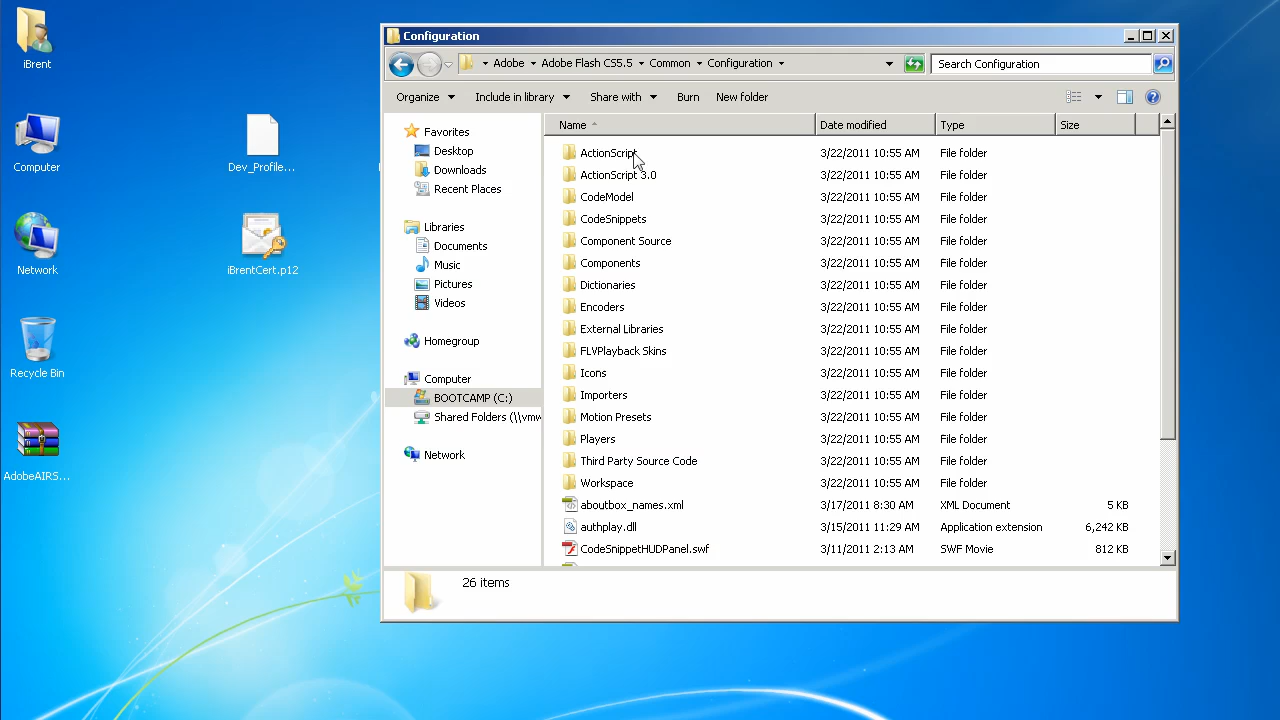 iBrent
Computer
Network
Recycle Bin
AdobeAIRS...
Dev_Profile...
iBrentCert.p12
Configuration
Adobe Adobe Flash CS5.5 Common Configuration
Search Configuration
Organize Include in library Share with Burn New folder
Favorites
Desktop
Downloads
Recent Places
Libraries
Documents
Music
Pictures
Videos
Homegroup
Computer
BOOTCAMP (C:)
Shared Folders (\\vmw
Network
Name Date modified Type Size
ActionScript 3/22/2011 10:55 AM File folder
ActionScript 3.0 3/22/2011 10:55 AM File folder
CodeModel 3/22/2011 10:55 AM File folder
CodeSnippets 3/22/2011 10:55 AM File folder
Component Source 3/22/2011 10:55 AM File folder
Components 3/22/2011 10:55 AM File folder
Dictionaries 3/22/2011 10:55 AM File folder
Encoders 3/22/2011 10:55 AM File folder
External Libraries 3/22/2011 10:55 AM File folder
FLVPlayback Skins 3/22/2011 10:55 AM File folder
Icons 3/22/2011 10:55 AM File folder
Importers 3/22/2011 10:55 AM File folder
Motion Presets 3/22/2011 10:55 AM File folder
Players 3/22/2011 10:55 AM File folder
Third Party Source Code 3/22/2011 10:55 AM File folder
Workspace 3/22/2011 10:55 AM File folder
aboutbox_names.xml 3/17/2011 8:30 AM XML Document 5 KB
authplay.dll 3/15/2011 11:29 AM Application extension 6,242 KB
CodeSnippetHUDPanel.swf 3/11/2011 2:13 AM SWF Movie 812 KB
26 items